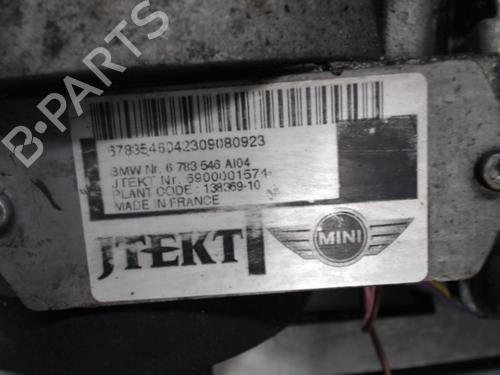 6783546042309080923
BMW Nr. 6 783 546 AI04
JTEKT Nr. 6900001574
PLANT CODE : 138369-10
MADE IN FRANCE
JTEKT
MINI
B-PARTS